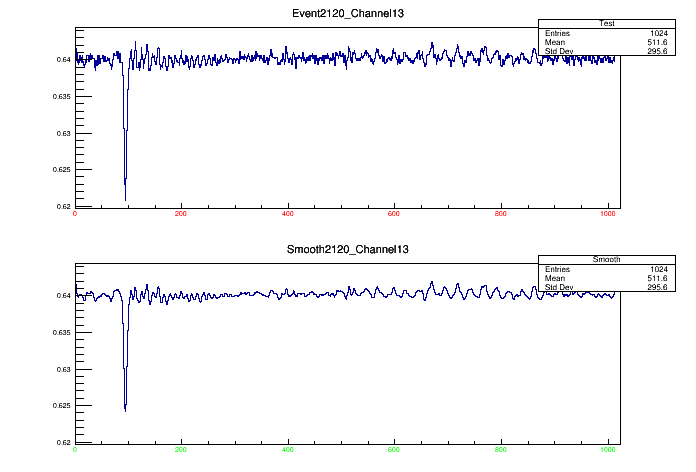 Event2120_Channel13
Test
Entries 1024
Mean 511.6
Std Dev 295.6
0.64
0.635
0.63
0.625
0.62
0 200 400 600 800 1000
Smooth2120_Channel13
Smooth
Entries 1024
Mean 511.6
Std Dev 295.6
0.64
0.635
0.63
0.625
0.62
0 200 400 600 800 1000